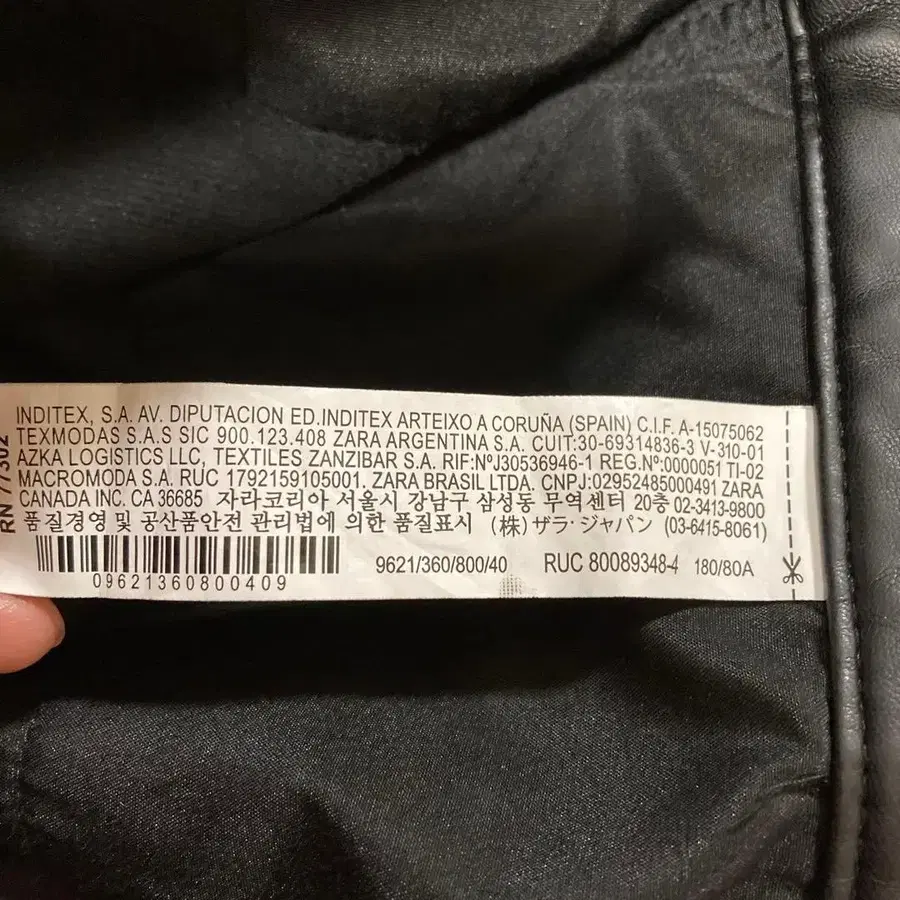 INDITEX, S.A. AV. DIPUTACION ED.INDITEX ARTEIXO A CORUÑA (SPAIN) C.I.F. A-15075062
TEXMODAS S.A.S SIC 900.123.408 ZARA ARGENTINA S.A. CUIT:30-69314836-3 V-310-01
AZKA LOGISTICS LLC, TEXTILES ZANZIBAR S.A. RIF:NºJ30536946-1 REG.Nº:0000051 TI-02
MACROMODA S.A. RUC 1792159105001. ZARA BRASIL LTDA. CNPJ:02952485000491 ZARA
CANADA INC. CA 36685 자라코리아 서울시 강남구 삼성동 무역센터 20층 02-3413-9800
품질경영 및 공산품안전 관리법에 의한 품질표시 (株) ザラ・ジャパン (03-6415-8061)
09621360800409 9621/360/800/40 RUC 80089348-4 180/80A
RN 77302